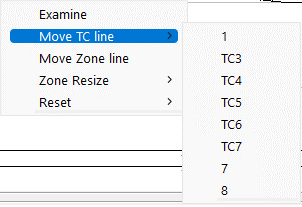 Examine
Move TC line
Move Zone line
Zone Resize
Reset
1
TC3
TC4
TC5
TC6
TC7
7
8